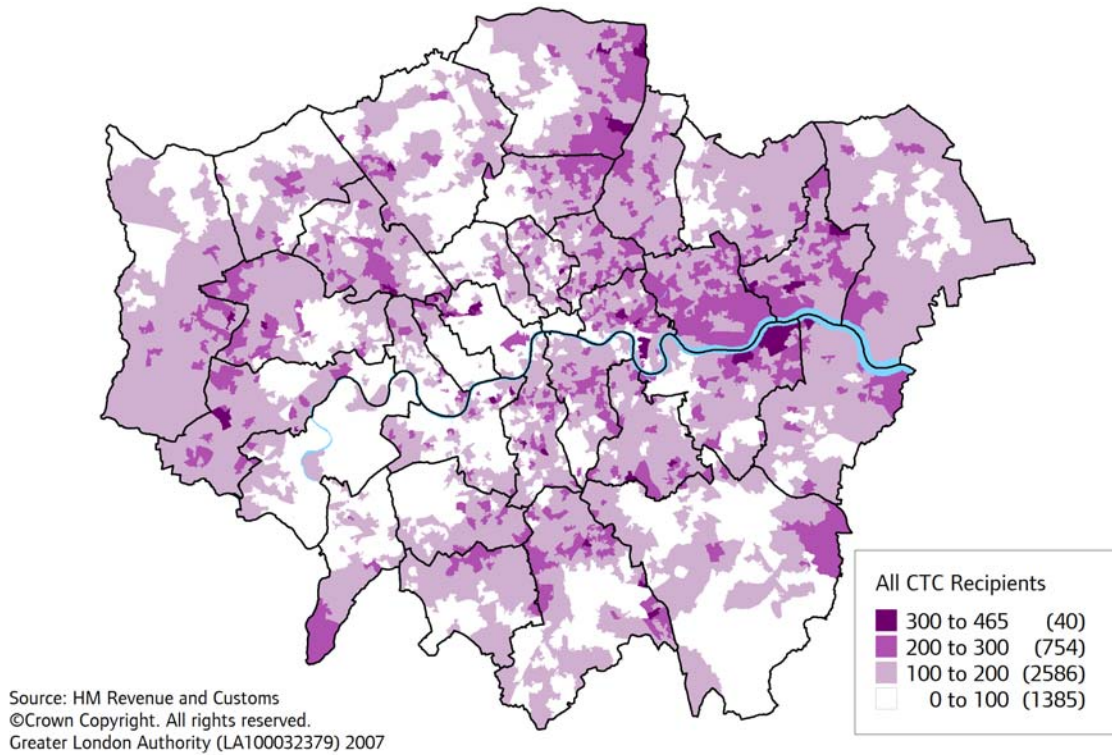 All CTC Recipients
300 to 465 (40)
200 to 300 (754)
100 to 200 (2586)
0 to 100 (1385)
Source: HM Revenue and Customs
©Crown Copyright. All rights reserved.
Greater London Authority (LA100032379) 2007